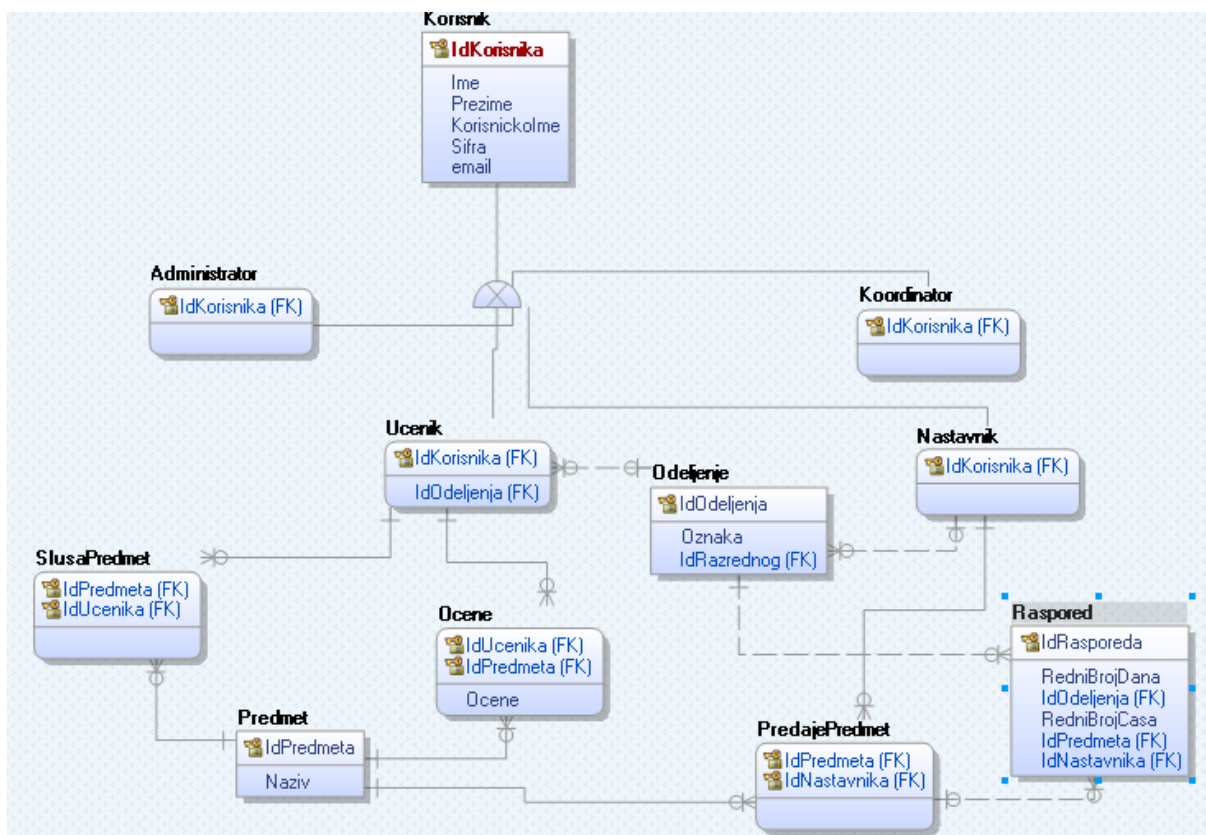 Korisnik
IdKorisnika
Ime
Prezime
KorisnickoIme
Sifra
email
Administrator
IdKorisnika (FK)
Koordinator
IdKorisnika (FK)
Ucenik
IdKorisnika (FK)
IdOdeljenja (FK)
Nastavnik
IdKorisnika (FK)
Odeljenje
IdOdeljenja
Oznaka
IdRazrednog (FK)
SlusaPredmet
IdPredmeta (FK)
IdUcenika (FK)
Ocene
IdUcenika (FK)
IdPredmeta (FK)
Ocene
Raspored
IdRasporeda
RedniBrojDana
IdOdeljenja (FK)
RedniBrojCasa
IdPredmeta (FK)
IdNastavnika (FK)
Predmet
IdPredmeta
Naziv
PredajePredmet
IdPredmeta (FK)
IdNastavnika (FK)